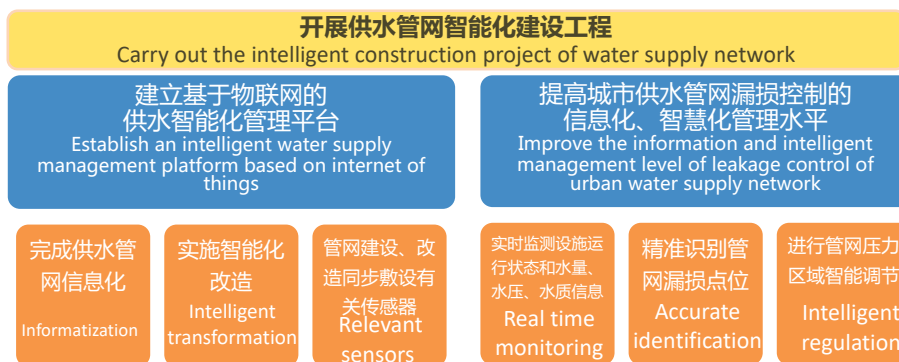 开展供水管网智能化建设工程
Carry out the intelligent construction project of water supply network
建立基于物联网的
供水智能化管理平台
Establish an intelligent water supply
management platform based on internet of
things
提高城市供水管网漏损控制的
信息化、智慧化管理水平
Improve the information and intelligent
management level of leakage control of
urban water supply network
完成供水管
网信息化
Informatization
实施智能化
改造
Intelligent
transformation
管网建设、改
造同步敷设有
关传感器
Relevant
sensors
实时监测设施运
行状态和水量、
水压、水质信息
Real time
monitoring
精准识别管
网漏损点位
Accurate
identification
进行管网压力
区域智能调节
Intelligent
regulation